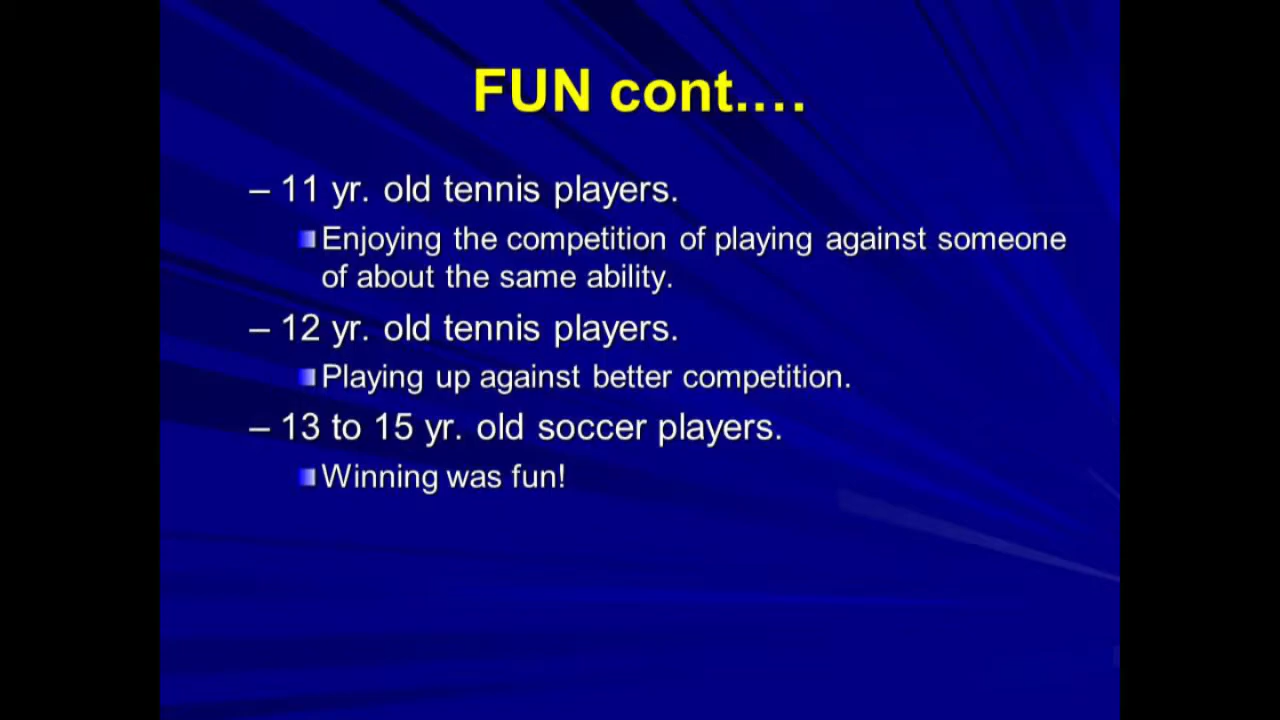 FUN cont.…
– 11 yr. old tennis players.
Enjoying the competition of playing against someone
of about the same ability.
– 12 yr. old tennis players.
Playing up against better competition.
– 13 to 15 yr. old soccer players.
Winning was fun!